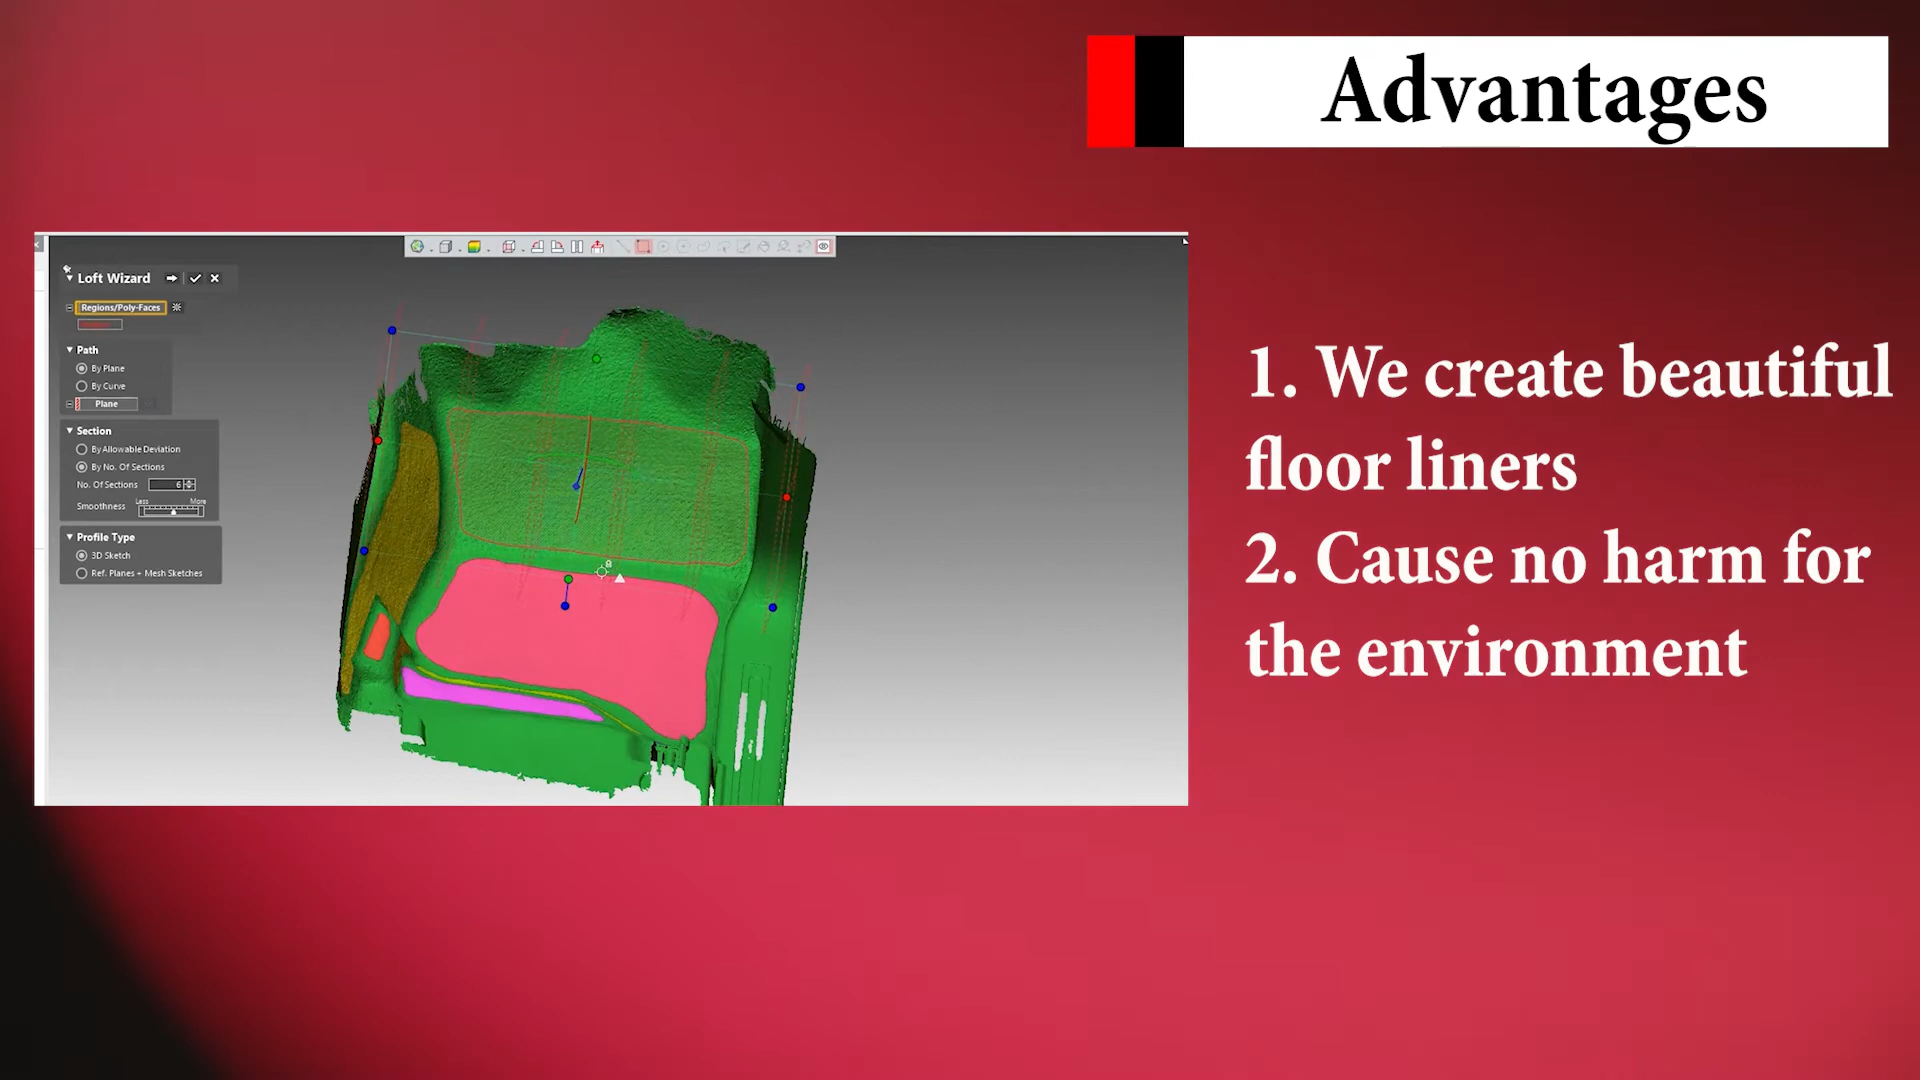 Advantages
Loft Wizard
Regions/Poly-Faces
Path
By Plane
By Curve
Plane
Section
By Allowable Deviation
By No. Of Sections
No. Of Sections 6
Less More
Smoothness
Profile Type
3D Sketch
Ref. Planes + Mesh Sketches
1. We create beautiful
floor liners
2. Cause no harm for
the environment